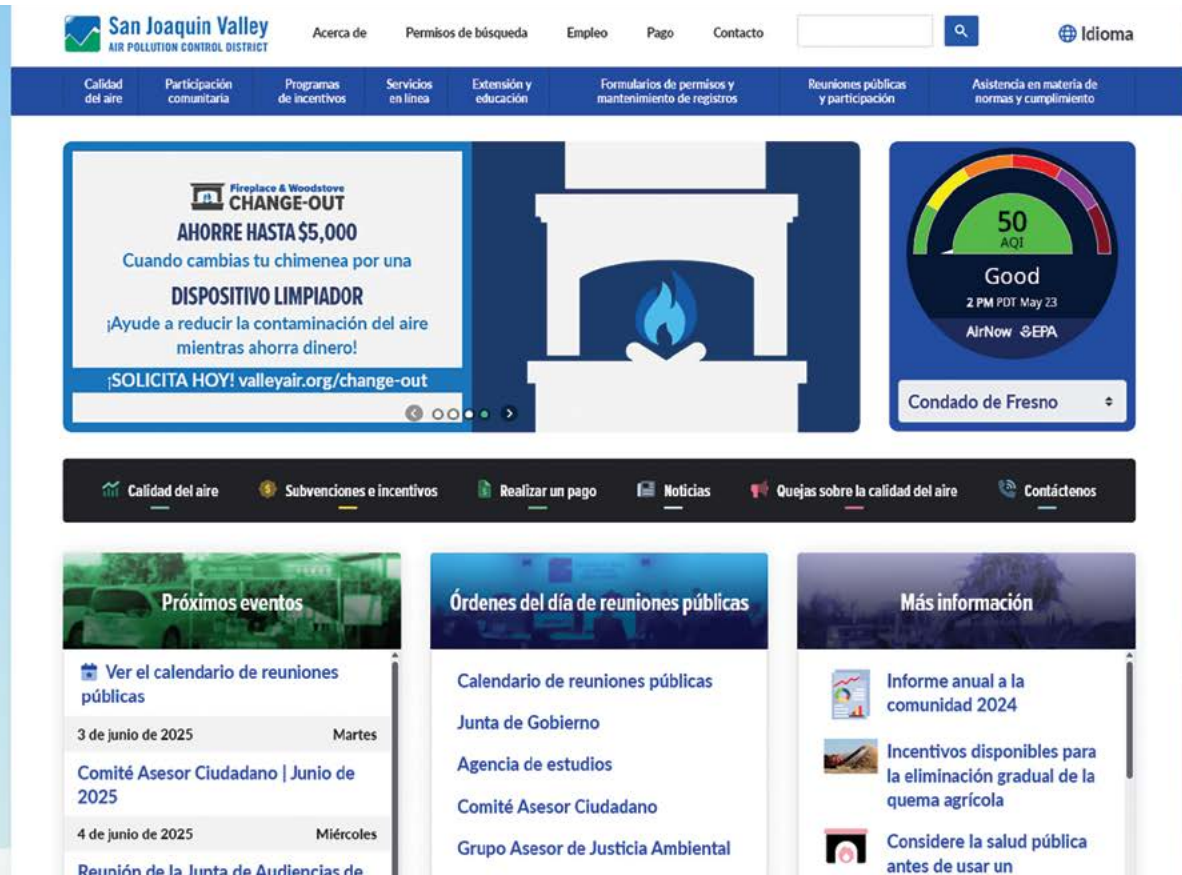 San Joaquin Valley
AIR POLLUTION CONTROL DISTRICT
Acerca de
Permisos de búsqueda
Empleo
Pago
Contacto
Idioma
Calidad
del aire
Participación
comunitaria
Programas
de incentivos
Servicios
en línea
Extensión y
educación
Formularios de permisos y
mantenimiento de registros
Reuniones públicas
y participación
Asistencia en materia de
normas y cumplimiento
Fireplace & Woodstove
CHANGE-OUT
AHORRE HASTA $5,000
Cuando cambias tu chimenea por una
DISPOSITIVO LIMPIADOR
¡Ayude a reducir la contaminación del aire
mientras ahorra dinero!
¡SOLICITA HOY! valleyair.org/change-out
50
AQI
Good
2 PM PDT May 23
AirNow EPA
Condado de Fresno
Calidad del aire
Subvenciones e incentivos
Realizar un pago
Noticias
Quejas sobre la calidad del aire
Contáctenos
Próximos eventos
Ver el calendario de reuniones
públicas
3 de junio de 2025
Martes
Comité Asesor Ciudadano | Junio de
2025
4 de junio de 2025
Miércoles
Reunión de la Junta de Audiencias de
Órdenes del día de reuniones públicas
Calendario de reuniones públicas
Junta de Gobierno
Agencia de estudios
Comité Asesor Ciudadano
Grupo Asesor de Justicia Ambiental
Más información
Informe anual a la
comunidad 2024
Incentivos disponibles para
la eliminación gradual de la
quema agrícola
Considere la salud pública
antes de usar un